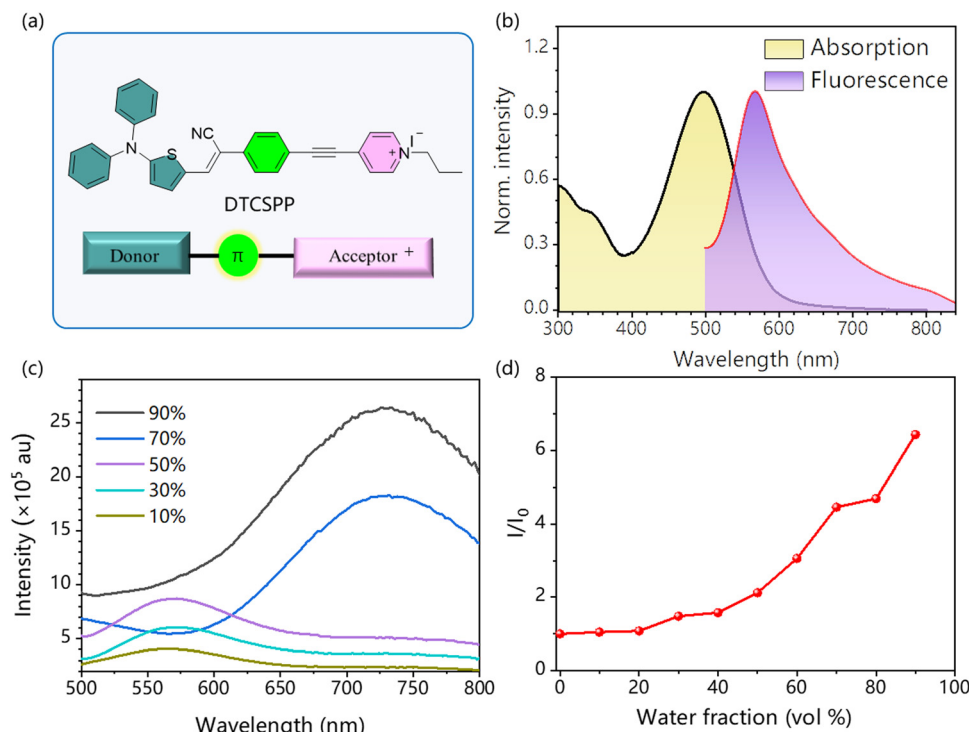 (a)
NC
N
S
I⁻
N
+
DTCSPP
Donor
π
Acceptor +
(b)
Absorption
Fluorescence
Norm. intensity
1.2
0.9
0.6
0.3
0.0
300 400 500 600 700 800
Wavelength (nm)
(c)
90%
70%
50%
30%
10%
Intensity (×10⁵ au)
25
20
15
10
5
500 550 600 650 700 750 800
Wavelength (nm)
(d)
I/I₀
8
6
4
2
0
0 20 40 60 80 100
Water fraction (vol %)